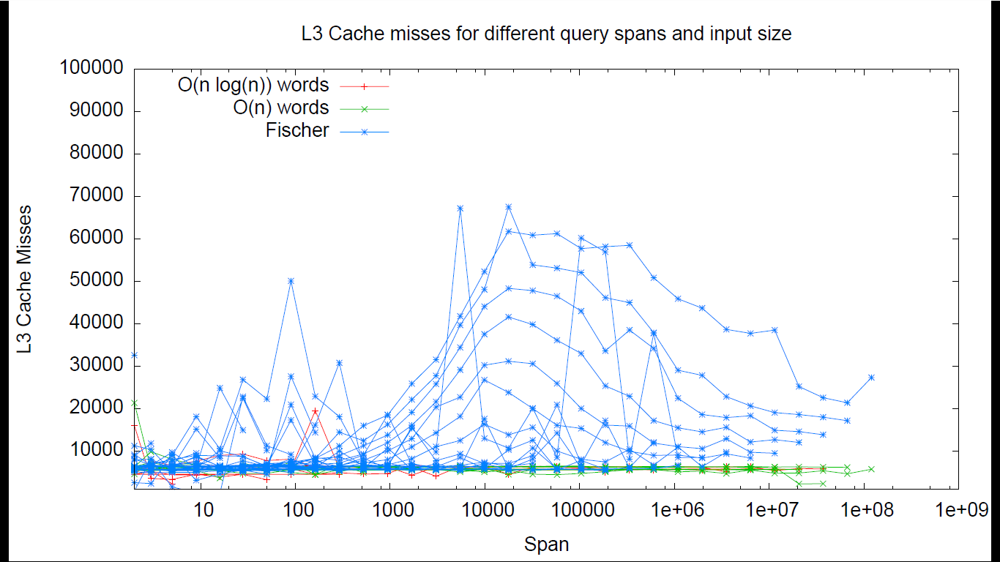 L3 Cache misses for different query spans and input size
100000
90000
80000
70000
60000
50000
40000
30000
20000
10000
O(n log(n)) words
O(n) words
Fischer
L3 Cache Misses
10 100 1000 10000 100000 1e+06 1e+07 1e+08 1e+09
Span